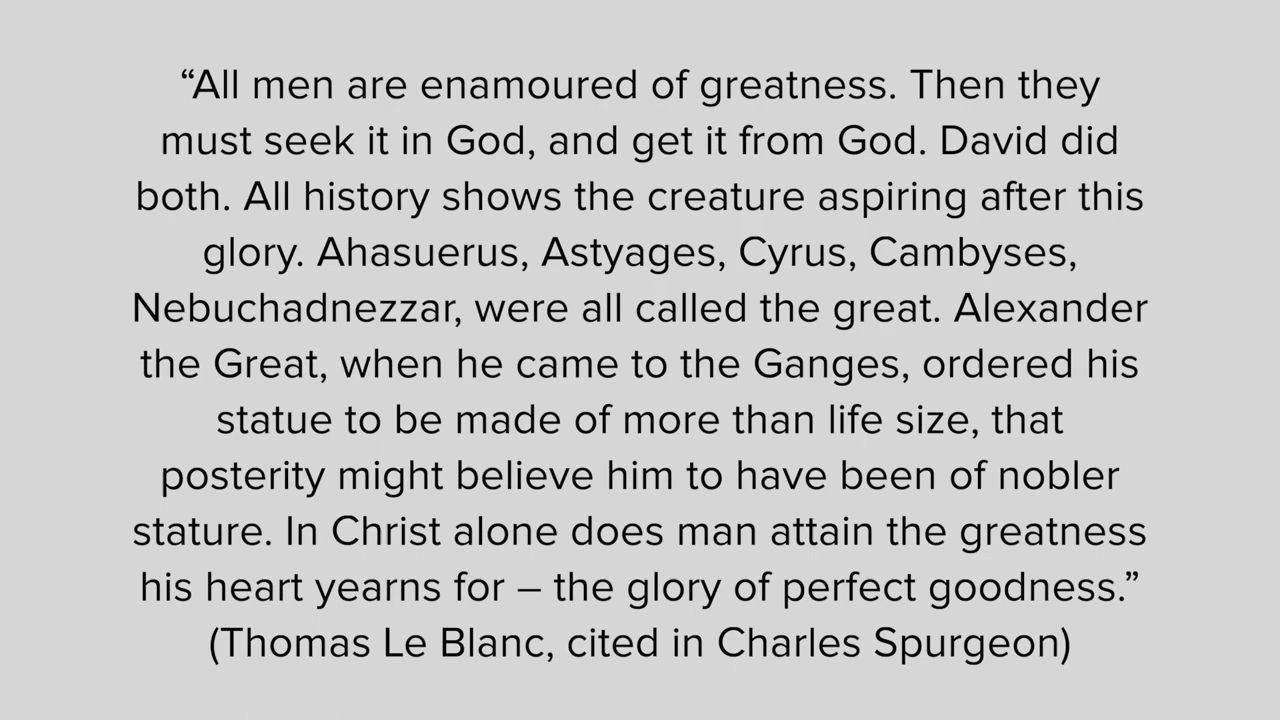 “All men are enamoured of greatness. Then they
must seek it in God, and get it from God. David did
both. All history shows the creature aspiring after this
glory. Ahasuerus, Astyages, Cyrus, Cambyses,
Nebuchadnezzar, were all called the great. Alexander
the Great, when he came to the Ganges, ordered his
statue to be made of more than life size, that
posterity might believe him to have been of nobler
stature. In Christ alone does man attain the greatness
his heart yearns for – the glory of perfect goodness.”
(Thomas Le Blanc, cited in Charles Spurgeon)